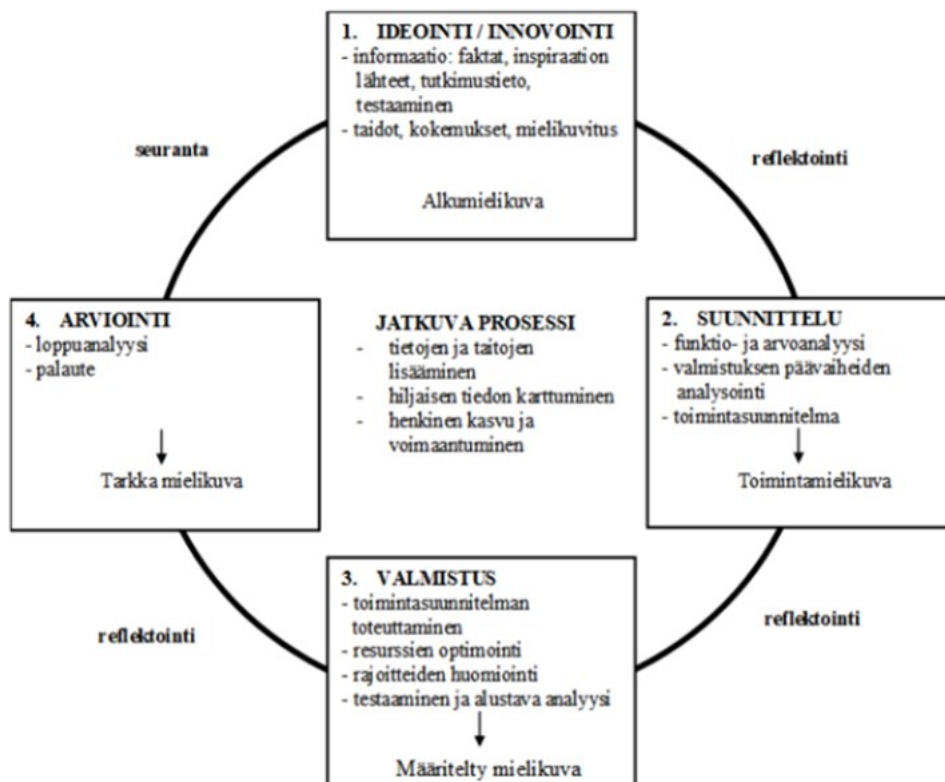 1. IDEOINTI / INNOVOINTI
- informaatio: faktat, inspiraation
lähteet, tutkimustieto,
testaaminen
- taidot, kokemukset, mielikuvitus
Alkumielikuva
seuranta
reflektointi
4. ARVIOINTI
- loppuanalyysi
- palaute
Tarkka mielikuva
JATKUVA PROSESSI
- tietojen ja taitojen
lisääminen
- hiljaisen tiedon karttuminen
- henkinen kasvu ja
voimaantuminen
2. SUUNNITTELU
- funktio- ja arvoanalyysi
- valmistuksen päävaiheiden
analysointi
- toimintasuunnitelma
Toimintamielikuva
reflektointi
reflektointi
3. VALMISTUS
- toimintasuunnitelman
toteuttaminen
- resurssien optimointi
- rajoitteiden huomiointi
- testaaminen ja alustava analyysi
Määritelty mielikuva